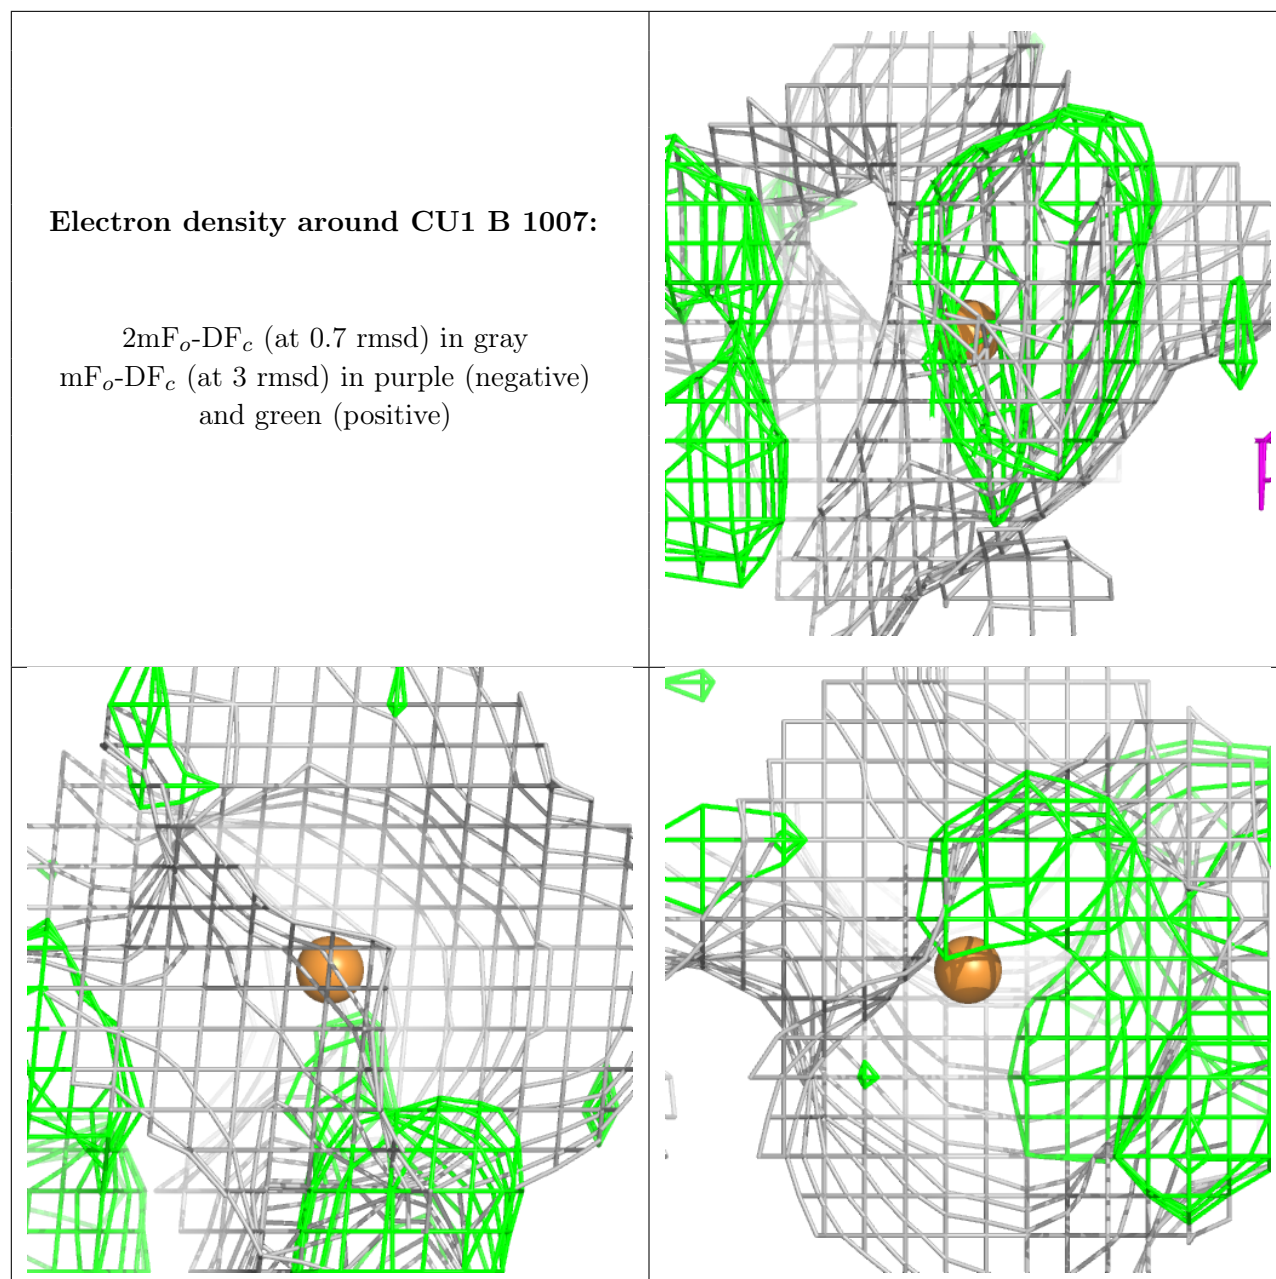 Electron density around CU1 B 1007:
2mFo-DFc (at 0.7 rmsd) in gray
mFo-DFc (at 3 rmsd) in purple (negative)
and green (positive)